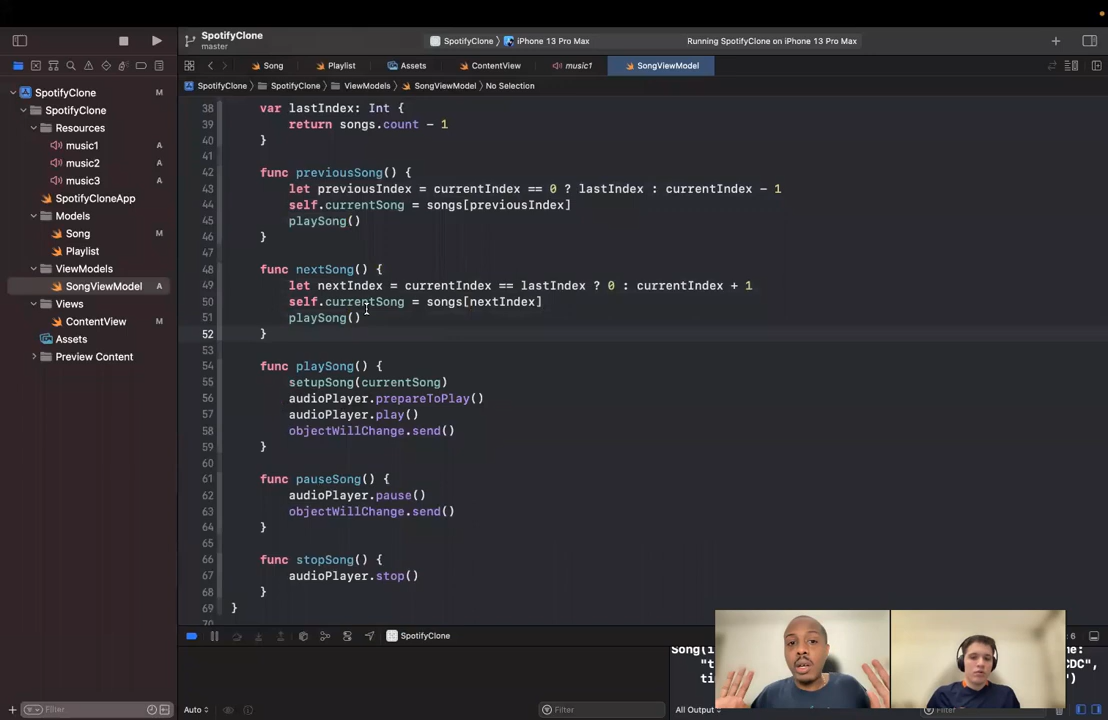 SpotifyClone
master
SpotifyClone 〉 iPhone 13 Pro Max
Running SpotifyClone on iPhone 13 Pro Max
Song
Playlist
Assets
ContentView
music1
SongViewModel
SpotifyClone 〉 SpotifyClone 〉 ViewModels 〉 SongViewModel 〉 No Selection
SpotifyClone M
SpotifyClone
Resources
music1 A
music2 A
music3 A
SpotifyCloneApp
Models
Song M
Playlist
ViewModels
SongViewModel A
Views
ContentView M
Assets
Preview Content
38 var lastIndex: Int {
39 return songs.count - 1
40 }
41
42 func previousSong() {
43 let previousIndex = currentIndex == 0 ? lastIndex : currentIndex - 1
44 self.currentSong = songs[previousIndex]
45 playSong()
46 }
47
48 func nextSong() {
49 let nextIndex = currentIndex == lastIndex ? 0 : currentIndex + 1
50 self.currentSong = songs[nextIndex]
51 playSong()
52 }
53
54 func playSong() {
55 setupSong(currentSong)
56 audioPlayer.prepareToPlay()
57 audioPlayer.play()
58 objectWillChange.send()
59 }
60
61 func pauseSong() {
62 audioPlayer.pause()
63 objectWillChange.send()
64 }
65
66 func stopSong() {
67 audioPlayer.stop()
68 }
69 }
70
SpotifyClone
Song(i
"t
i
t
CDC",
)
Filter
Auto
Filter
All Output